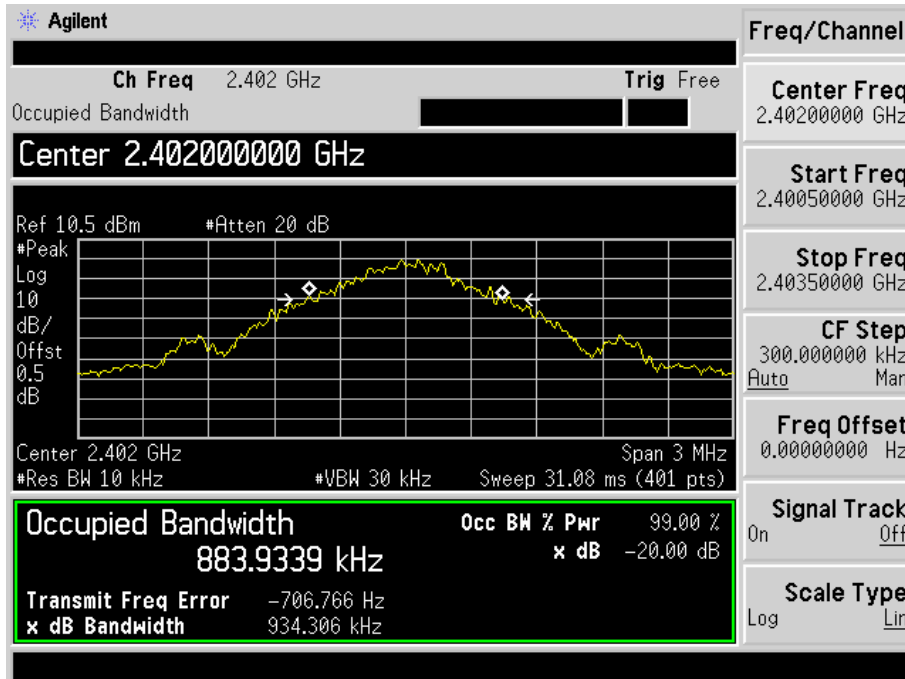 Agilent
Freq/Channel
Ch Freq 2.402 GHz Trig Free
Occupied Bandwidth
Center 2.402000000 GHz
Ref 10.5 dBm #Atten 20 dB
#Peak
Log
10
dB/
Offst
0.5
dB
Center 2.402 GHz Span 3 MHz
#Res BW 10 kHz #VBW 30 kHz Sweep 31.08 ms (401 pts)
Occupied Bandwidth Occ BW % Pwr 99.00 %
883.9339 kHz x dB -20.00 dB
Transmit Freq Error -706.766 Hz
x dB Bandwidth 934.306 kHz
Center Freq
2.40200000 GHz
Start Freq
2.40050000 GHz
Stop Freq
2.40350000 GHz
CF Step
300.000000 kHz
Auto Man
Freq Offset
0.00000000 Hz
Signal Track
On Off
Scale Type
Log Lin